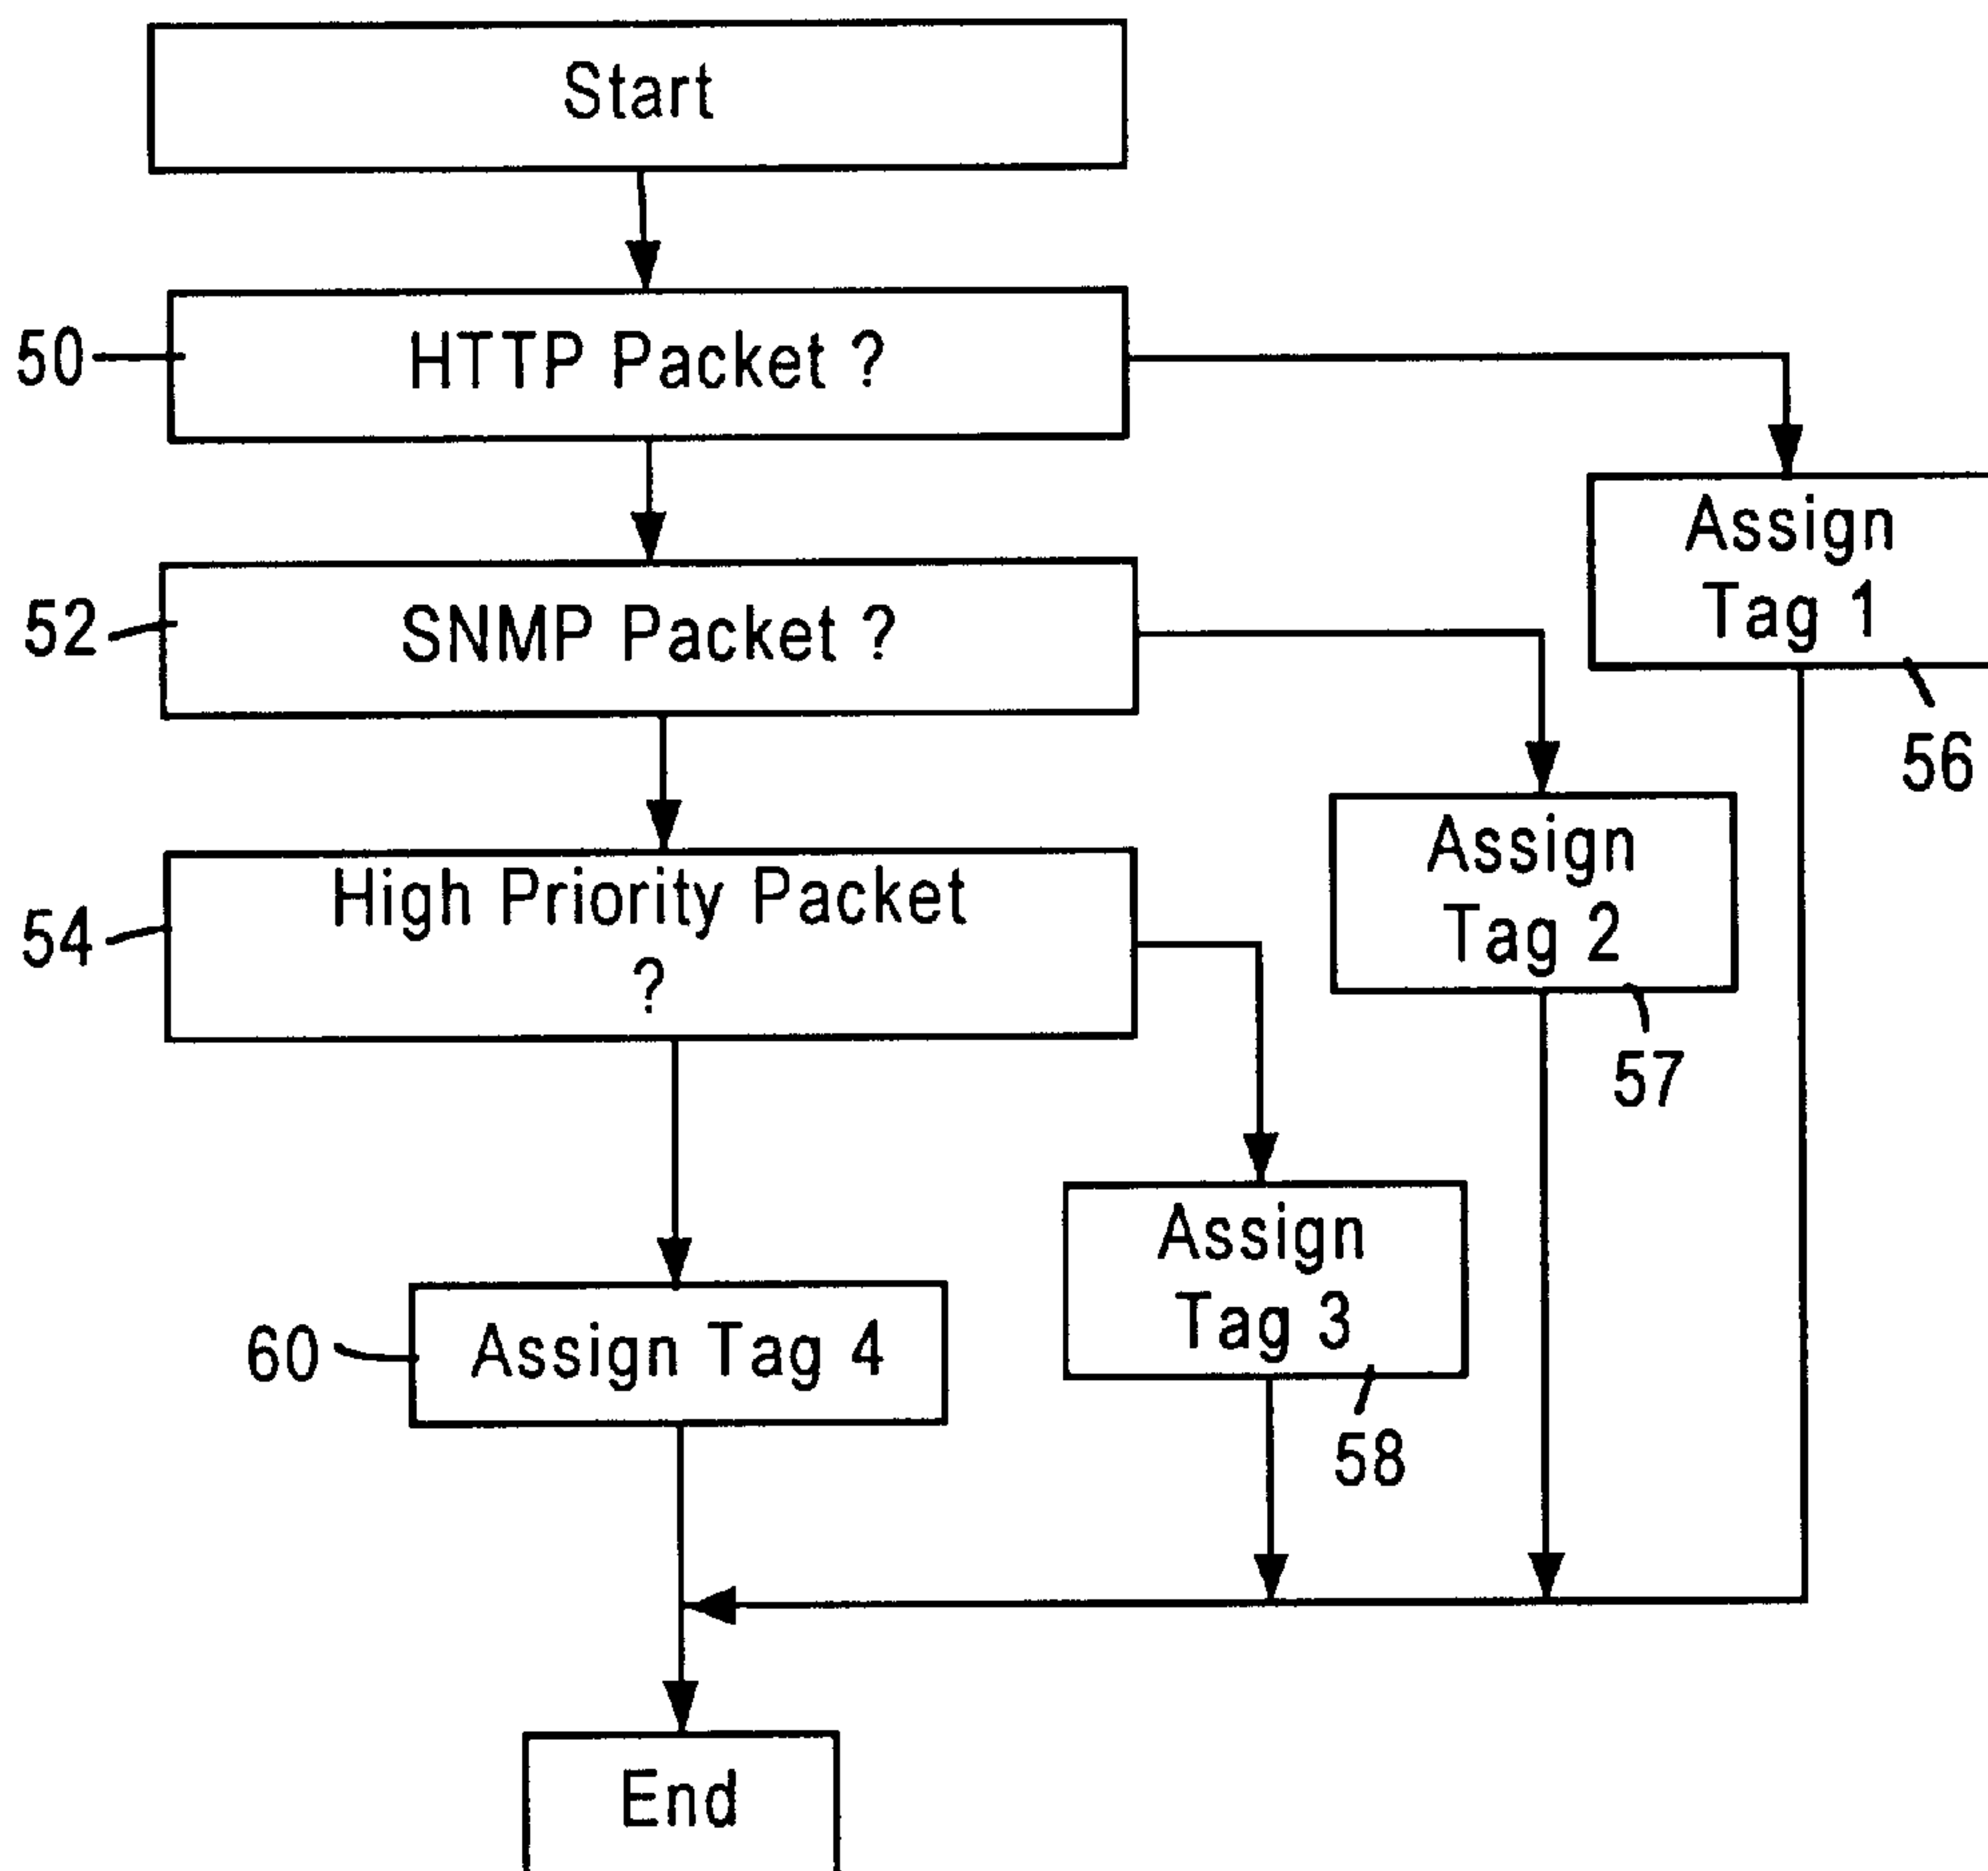 Start
50
HTTP Packet ?
Assign
Tag 1
56
52
SNMP Packet ?
Assign
Tag 2
57
54
High Priority Packet
?
Assign
Tag 3
58
60
Assign Tag 4
End